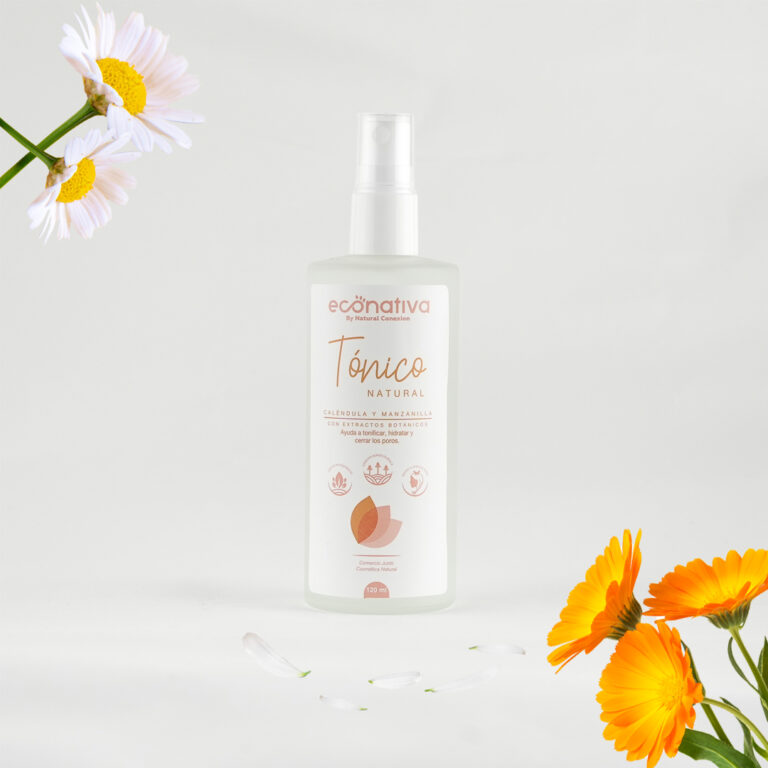 econativa
By Natural Conexion
Tónico
NATURAL
CALÉNDULA Y MANZANILLA
CON EXTRACTOS BOTÁNICOS
Ayuda a tonificar, hidratar y
cerrar los poros.
Comercio Justo
Cosmética Natural
120 ml